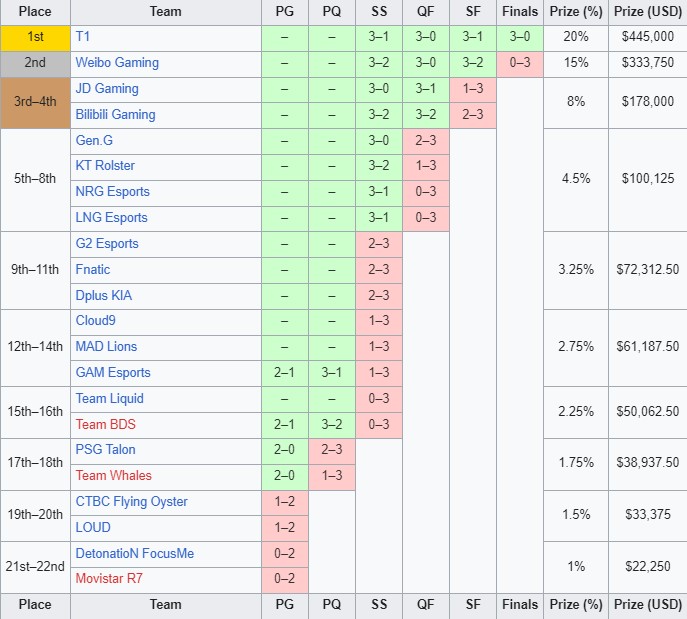 Place Team PG PQ SS QF SF Finals Prize (%) Prize (USD)
1st T1 – – 3–1 3–0 3–1 3–0 20% $445,000
2nd Weibo Gaming – – 3–2 3–0 3–2 0–3 15% $333,750
3rd–4th JD Gaming – – 3–0 3–1 1–3 8% $178,000
Bilibili Gaming – – 3–2 3–2 2–3
5th–8th Gen.G – – 3–0 2–3 4.5% $100,125
KT Rolster – – 3–2 1–3
NRG Esports – – 3–1 0–3
LNG Esports – – 3–1 0–3
9th–11th G2 Esports – – 2–3 3.25% $72,312.50
Fnatic – – 2–3
Dplus KIA – – 2–3
12th–14th Cloud9 – – 1–3 2.75% $61,187.50
MAD Lions – – 1–3
GAM Esports 2–1 3–1 1–3
15th–16th Team Liquid – – 0–3 2.25% $50,062.50
Team BDS 2–1 3–2 0–3
17th–18th PSG Talon 2–0 2–3 1.75% $38,937.50
Team Whales 2–0 1–3
19th–20th CTBC Flying Oyster 1–2 1.5% $33,375
LOUD 1–2
21st–22nd DetonatioN FocusMe 0–2 1% $22,250
Movistar R7 0–2
Place Team PG PQ SS QF SF Finals Prize (%) Prize (USD)